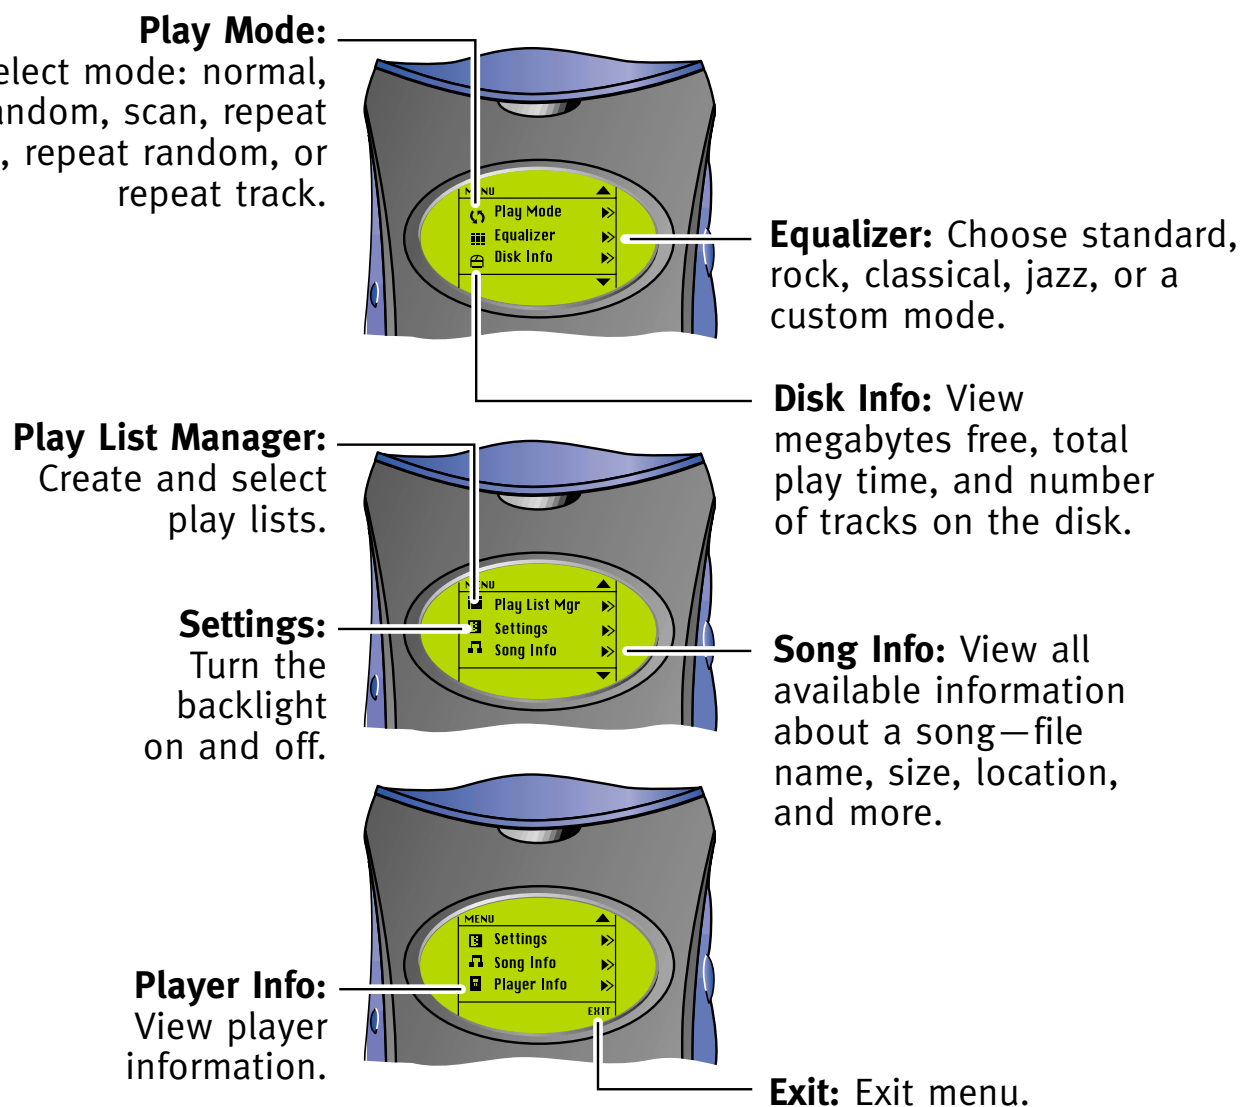 Play Mode:
elect mode: normal,
andom, scan, repeat
, repeat random, or
repeat track.
MENU
Play Mode
Equalizer
Disk Info
Equalizer: Choose standard,
rock, classical, jazz, or a
custom mode.
Disk Info: View
megabytes free, total
play time, and number
of tracks on the disk.
Play List Manager:
Create and select
play lists.
Settings:
Turn the
backlight
on and off.
MENU
Play List Mgr
Settings
Song Info
Song Info: View all
available information
about a song—file
name, size, location,
and more.
MENU
Settings
Song Info
Player Info
EXIT
Player Info:
View player
information.
Exit: Exit menu.